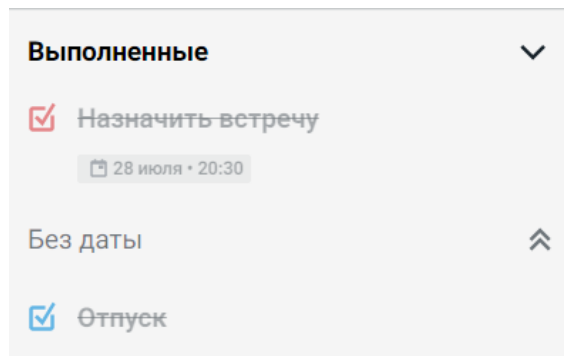 Выполненные
Назначить встречу
28 июля • 20:30
Без даты
Отпуск